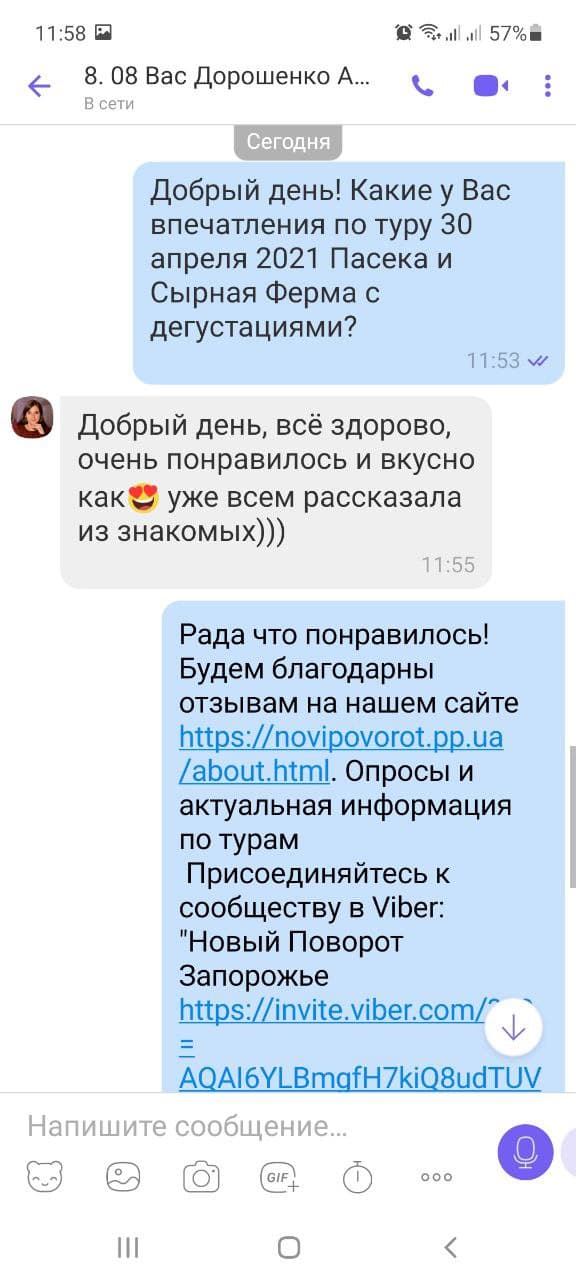 11:58
57%
8. 08 Вас Дорошенко А...
В сети
Сегодня
Добрый день! Какие у Вас
впечатления по туру 30
апреля 2021 Пасека и
Сырная Ферма с
дегустациями?
11:53
Добрый день, всё здорово,
очень понравилось и вкусно
как😍 уже всем рассказала
из знакомых)))
11:55
Рада что понравилось!
Будем благодарны
отзывам на нашем сайте
https://novipovorot.pp.ua
/about.html. Опросы и
актуальная информация
по турам
Присоединяйтесь к
сообществу в Viber:
"Новый Поворот
Запорожье
https://invite.viber.com/
=
AQAI6YLBmgfH7kiQ8udTUV
Напишите сообщение...
GIF